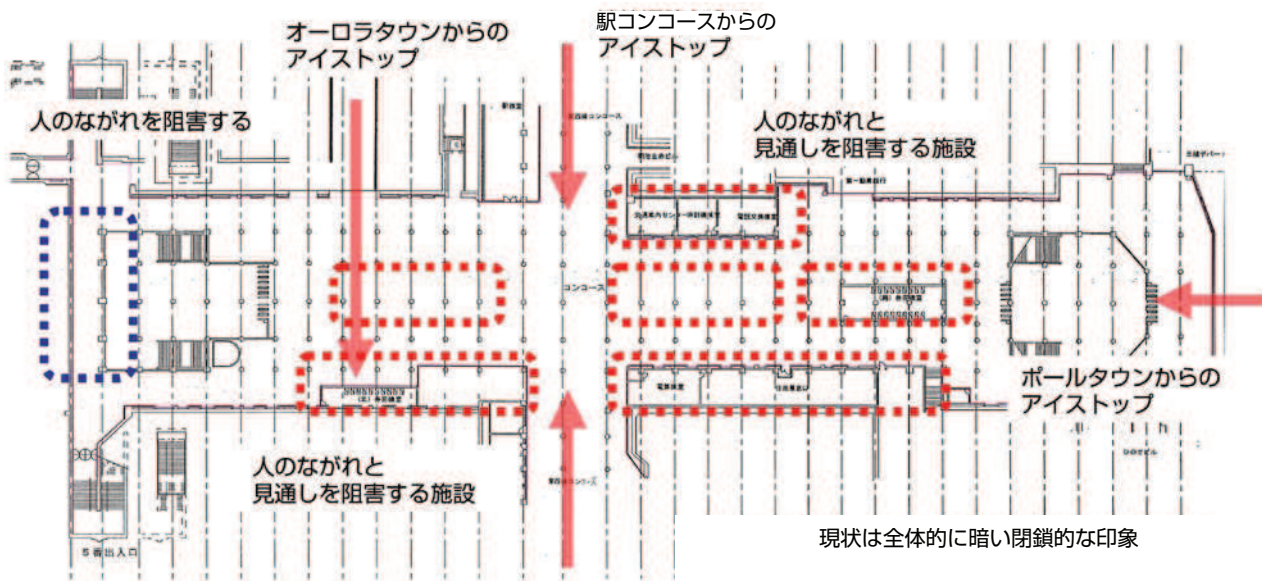 オーロラタウンからの
アイストップ
駅コンコースからの
アイストップ
人のながれを阻害する
人のながれと
見通しを阻害する施設
コンコース
ポールタウンからの
アイストップ
人のながれと
見通しを阻害する施設
5番出入口
現状は全体的に暗い閉鎖的な印象